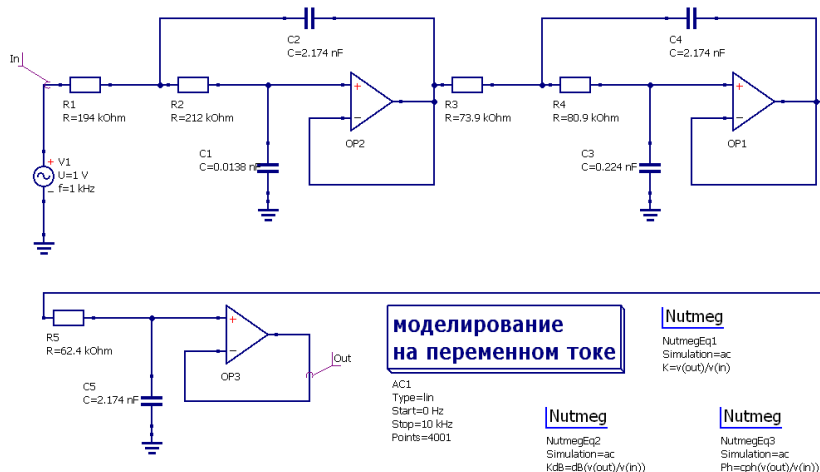 C2
C=2.174 nF
C4
C=2.174 nF
In
R1
R=194 kOhm
R2
R=212 kOhm
+
−
OP2
R3
R=73.9 kOhm
R4
R=80.9 kOhm
+
−
OP1
C1
C=0.0138 nF
C3
C=0.224 nF
+
V1
U=1 V
f=1 kHz
−
R5
R=62.4 kOhm
+
−
OP3
Out
C5
C=2.174 nF
моделирование
на переменном токе
AC1
Type=lin
Start=0 Hz
Stop=10 kHz
Points=4001
Nutmeg
NutmegEq1
Simulation=ac
K=v(out)/v(in)
Nutmeg
NutmegEq2
Simulation=ac
KdB=dB(v(out)/v(in))
Nutmeg
NutmegEq3
Simulation=ac
Ph=cph(v(out)/v(in))